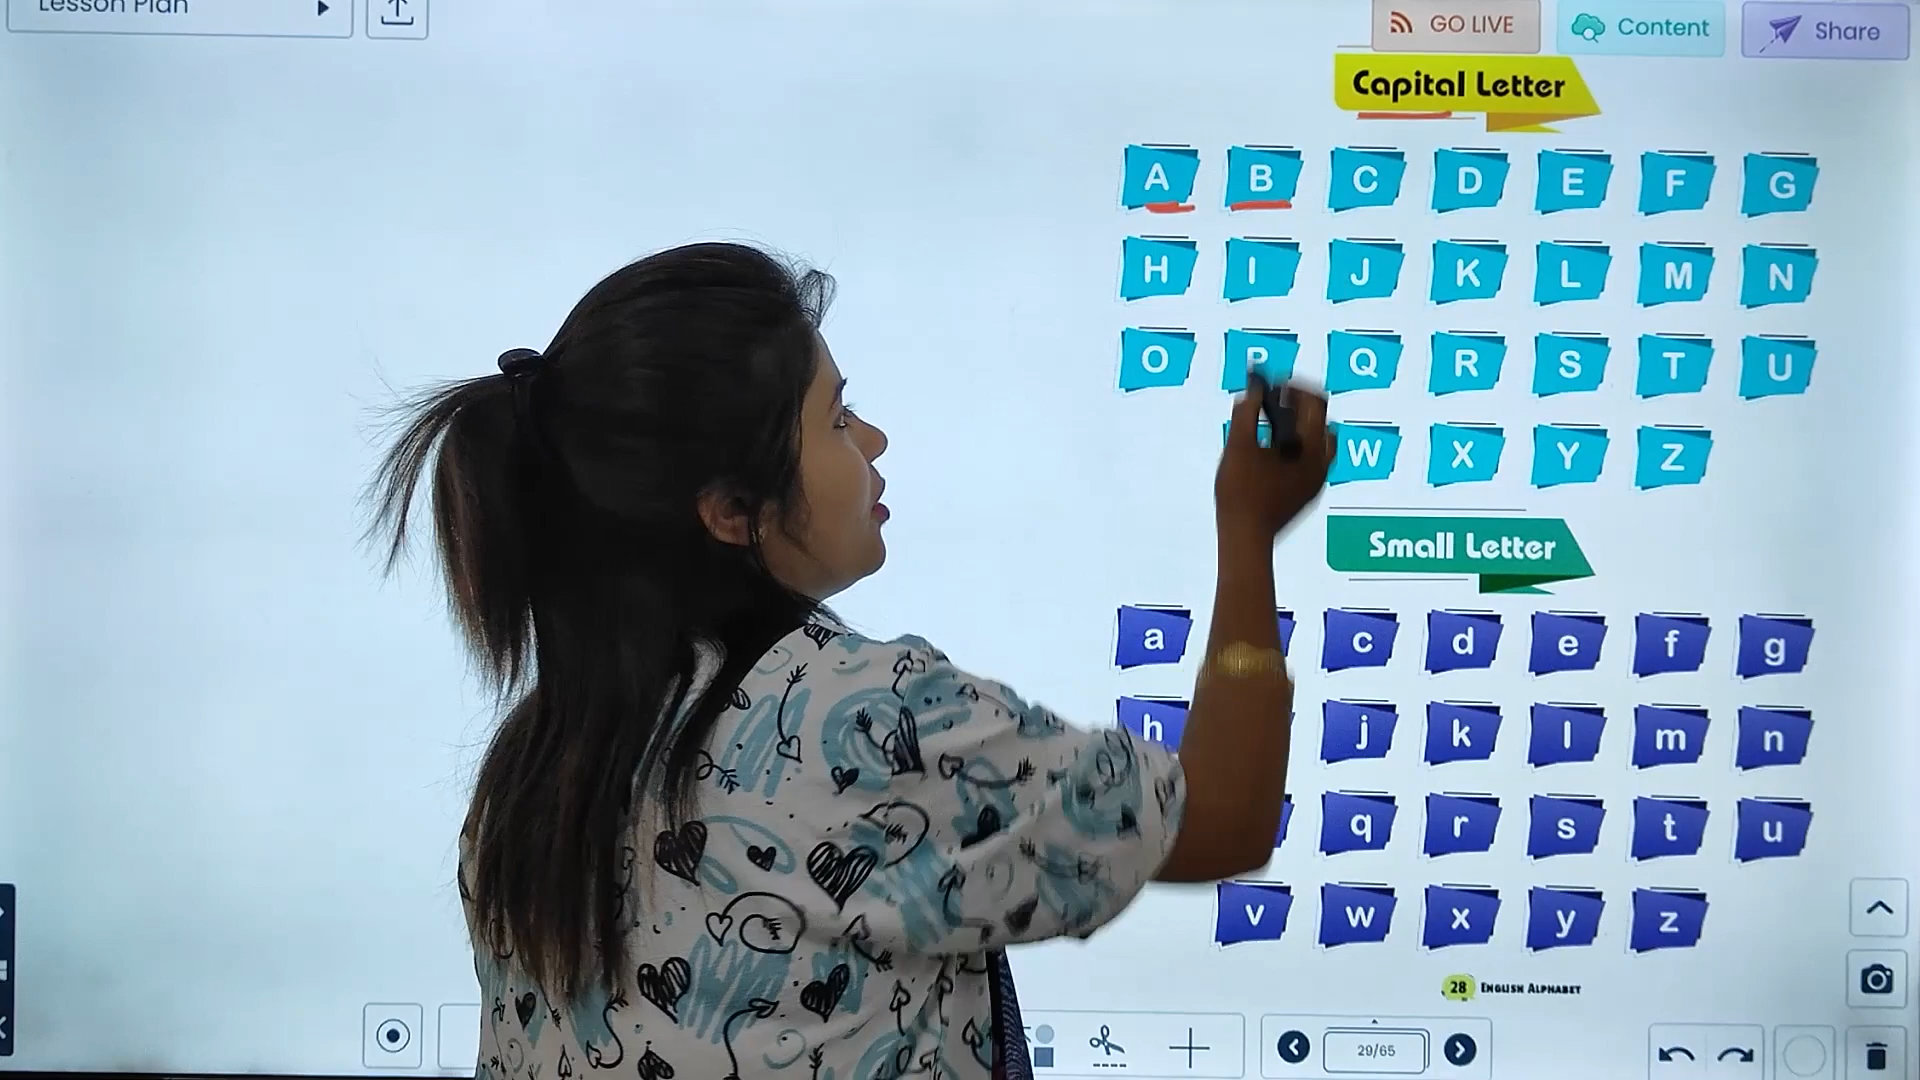 Lesson Plan
GO LIVE
Content
Share
Capital Letter
A B C D E F G
H I J K L M N
O P Q R S T U
W X Y Z
Small Letter
a c d e f g
h j k l m n
q r s t u
v w x y z
28 ENGLISH ALPHABET
29/65